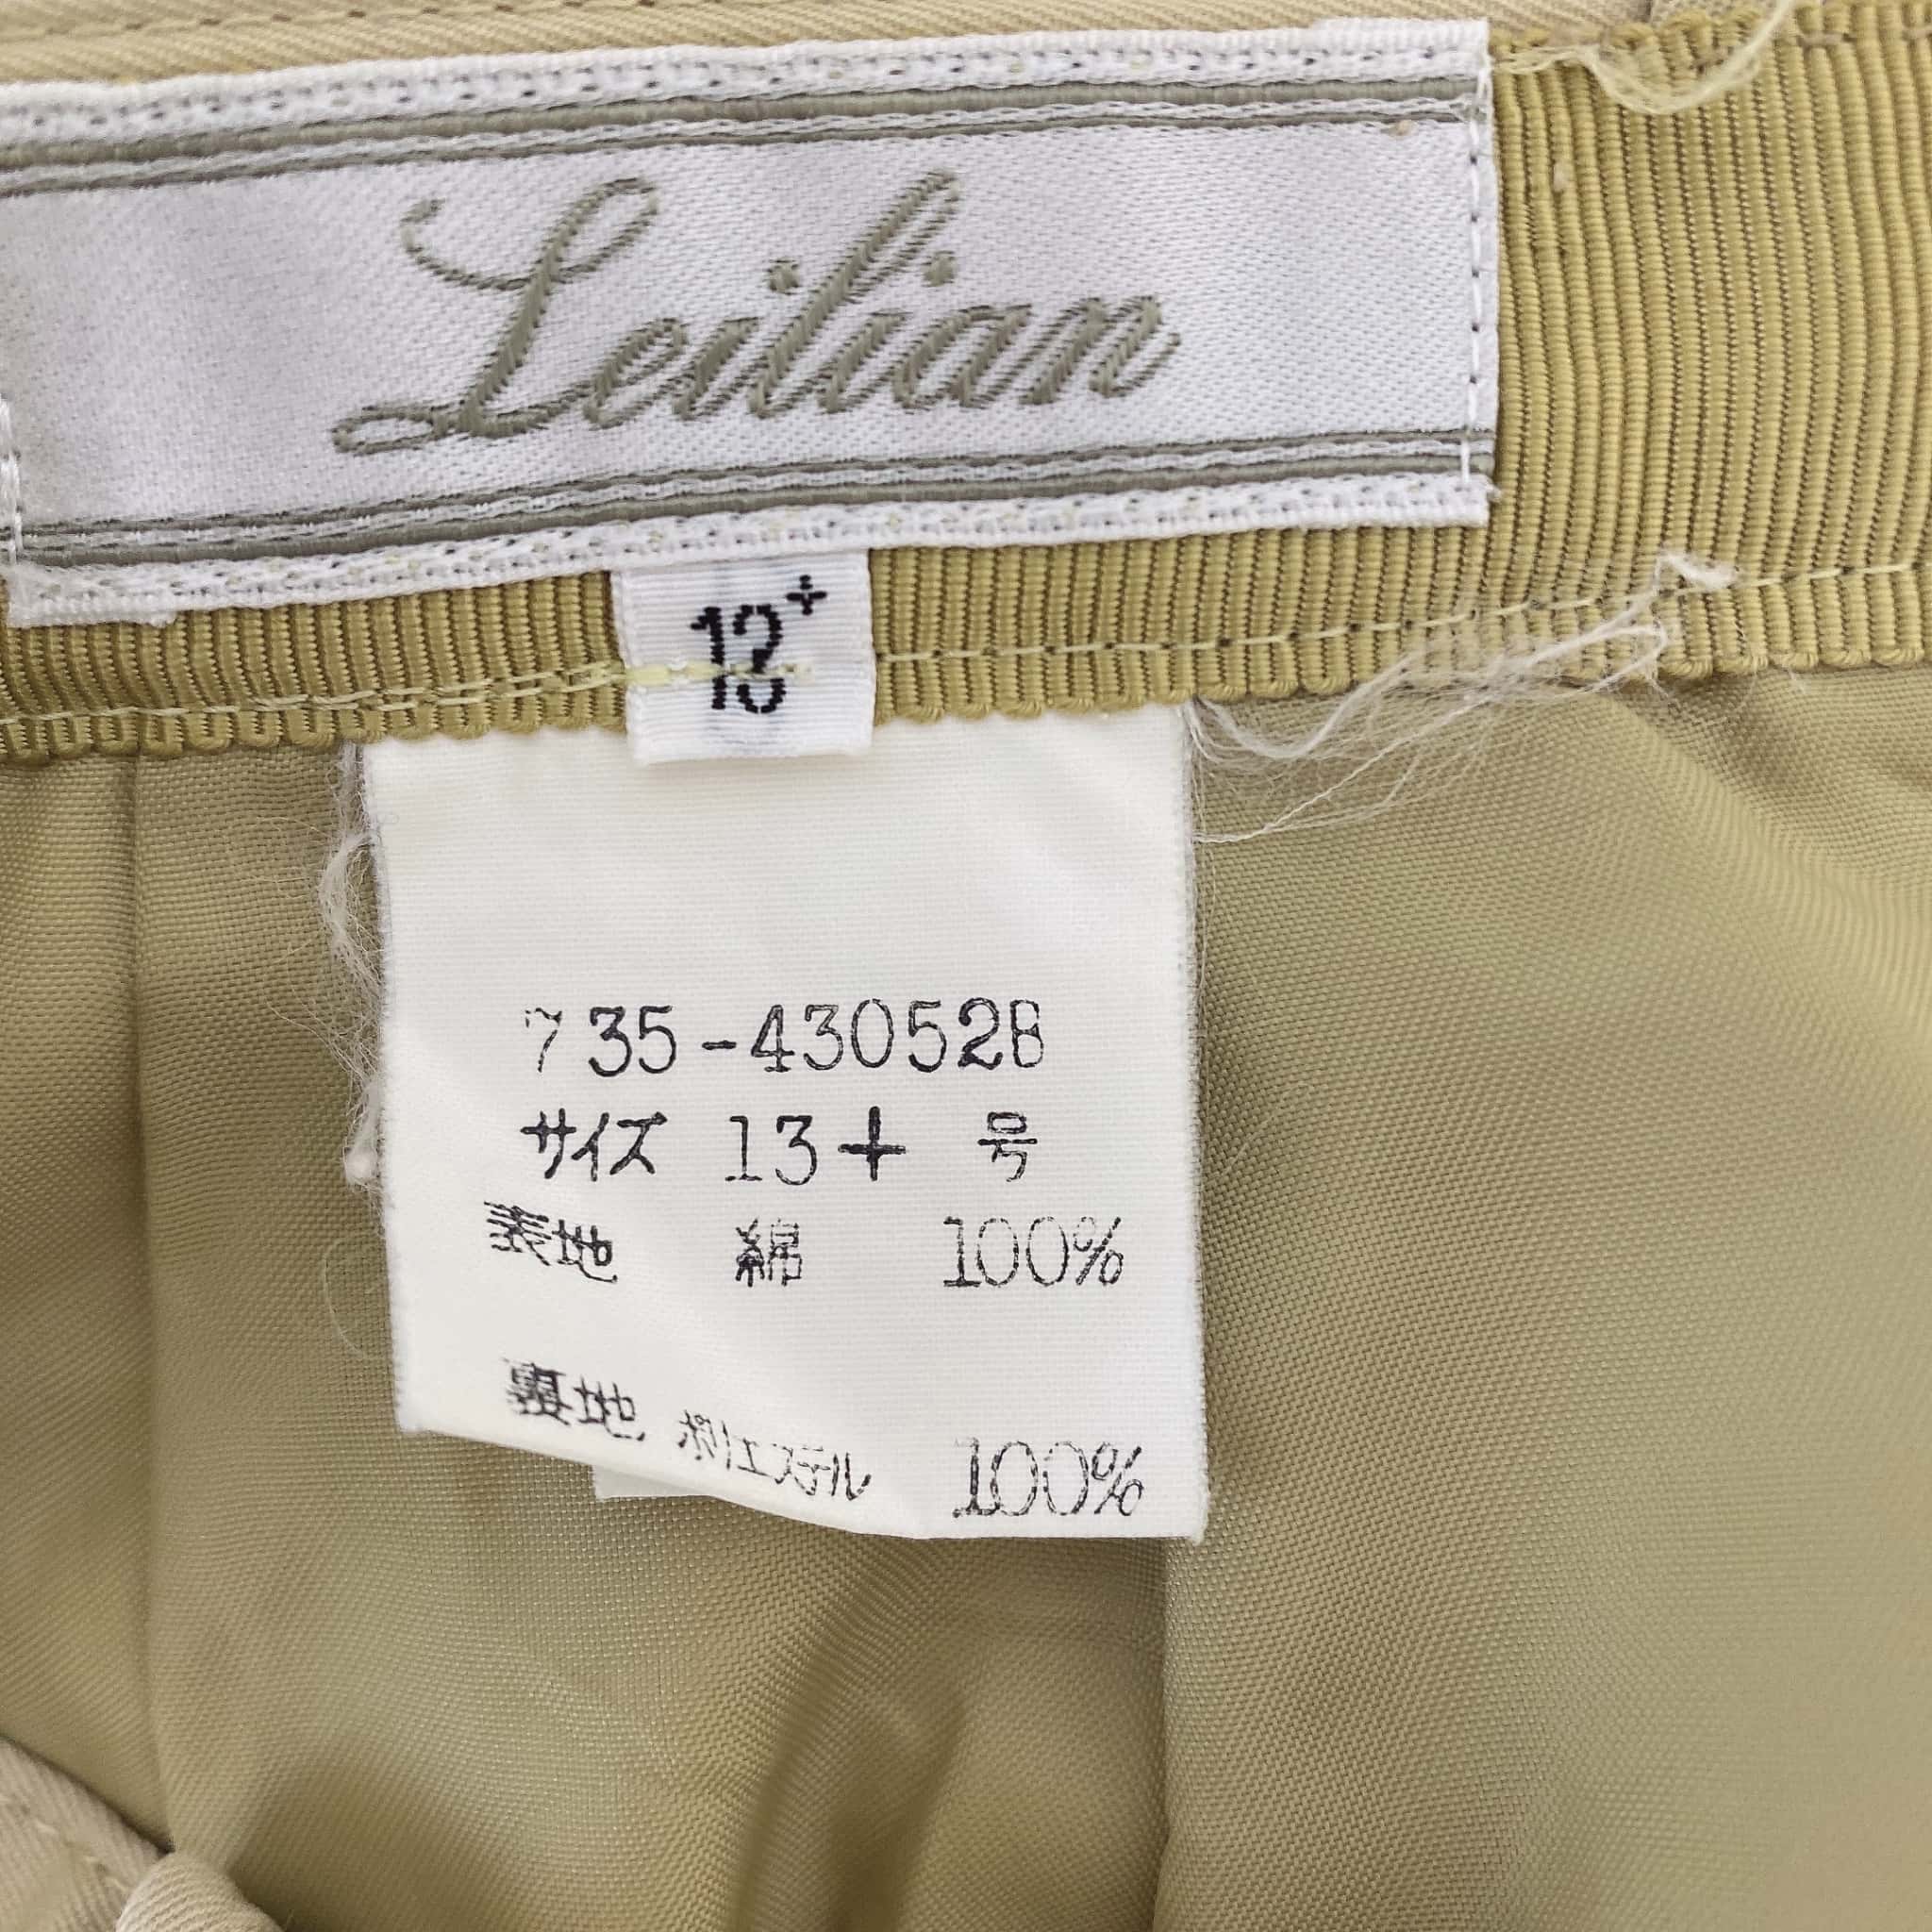 Leilian
13+
735-430528
サイズ 13+ 号
表地 綿 100%
裏地 ポリエステル 100%